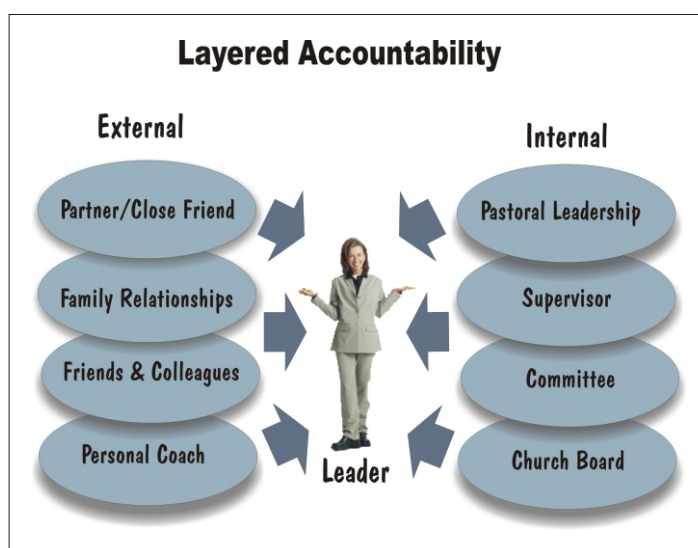 Layered Accountability
External
Partner/Close Friend
Family Relationships
Friends & Colleagues
Personal Coach
Leader
Internal
Pastoral Leadership
Supervisor
Committee
Church Board